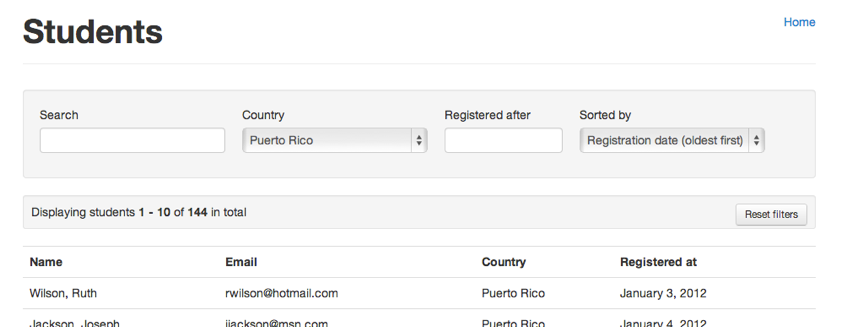 Students
Home
Search Country Registered after Sorted by
Puerto Rico Registration date (oldest first)
Displaying students 1 - 10 of 144 in total
Reset filters
Name Email Country Registered at
Wilson, Ruth rwilson@hotmail.com Puerto Rico January 3, 2012
Jackson, Joseph jjackson@msn.com Puerto Rico January 4, 2012